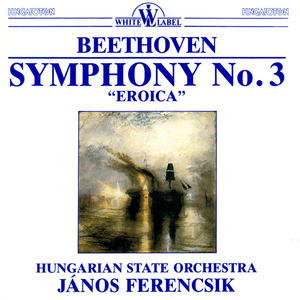 HUNGAROTON WHITE LABEL HUNGAROTON
BEETHOVEN
SYMPHONY No. 3
“EROICA”
HUNGARIAN STATE ORCHESTRA
JÁNOS FERENCSIK